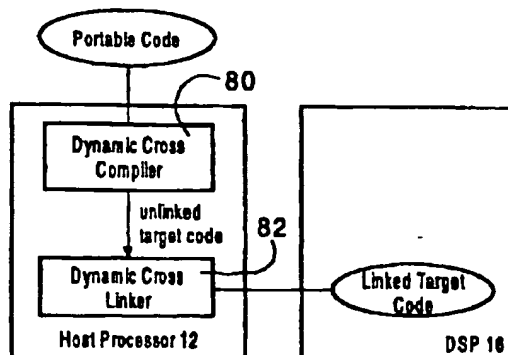 Portable Code
80
Dynamic Cross
Compiler
unlinked
target code
82
Dynamic Cross
Linker
Linked Target
Code
Host Processor 12
DSP 16